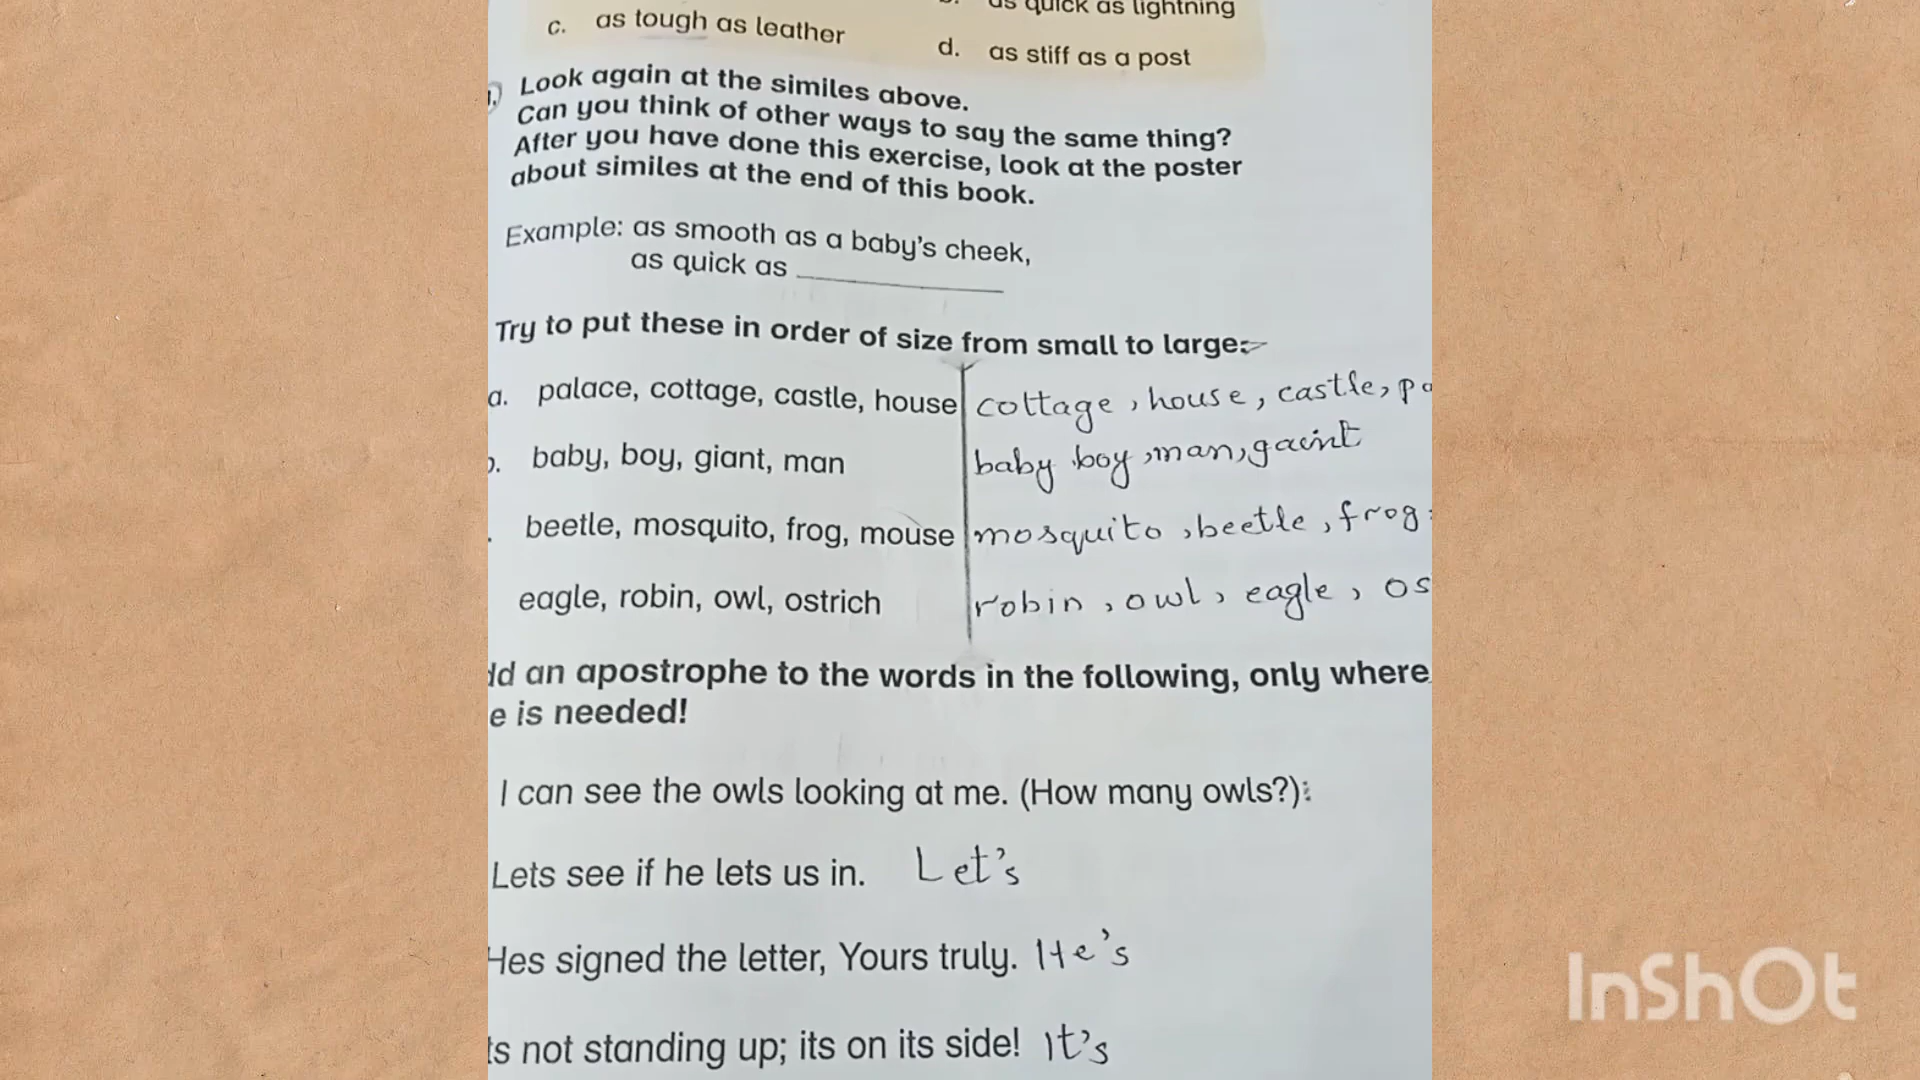 as quick as lightning
c. as tough as leather
d. as stiff as a post
Look again at the similes above.
Can you think of other ways to say the same thing?
After you have done this exercise, look at the poster
about similes at the end of this book.
Example: as smooth as a baby's cheek,
as quick as
Try to put these in order of size from small to large:
a. palace, cottage, castle, house cottage, house, castle,
baby, boy, giant, man baby boy, man, gaint
beetle, mosquito, frog, mouse mosquito, beetle, frog
eagle, robin, owl, ostrich robin, owl, eagle, os
an apostrophe to the words in the following, only where
e is needed!
I can see the owls looking at me. (How many owls?):
Lets see if he lets us in. Let's
Hes signed the letter, Yours truly. He's
ts not standing up; its on its side! It's
InShOt